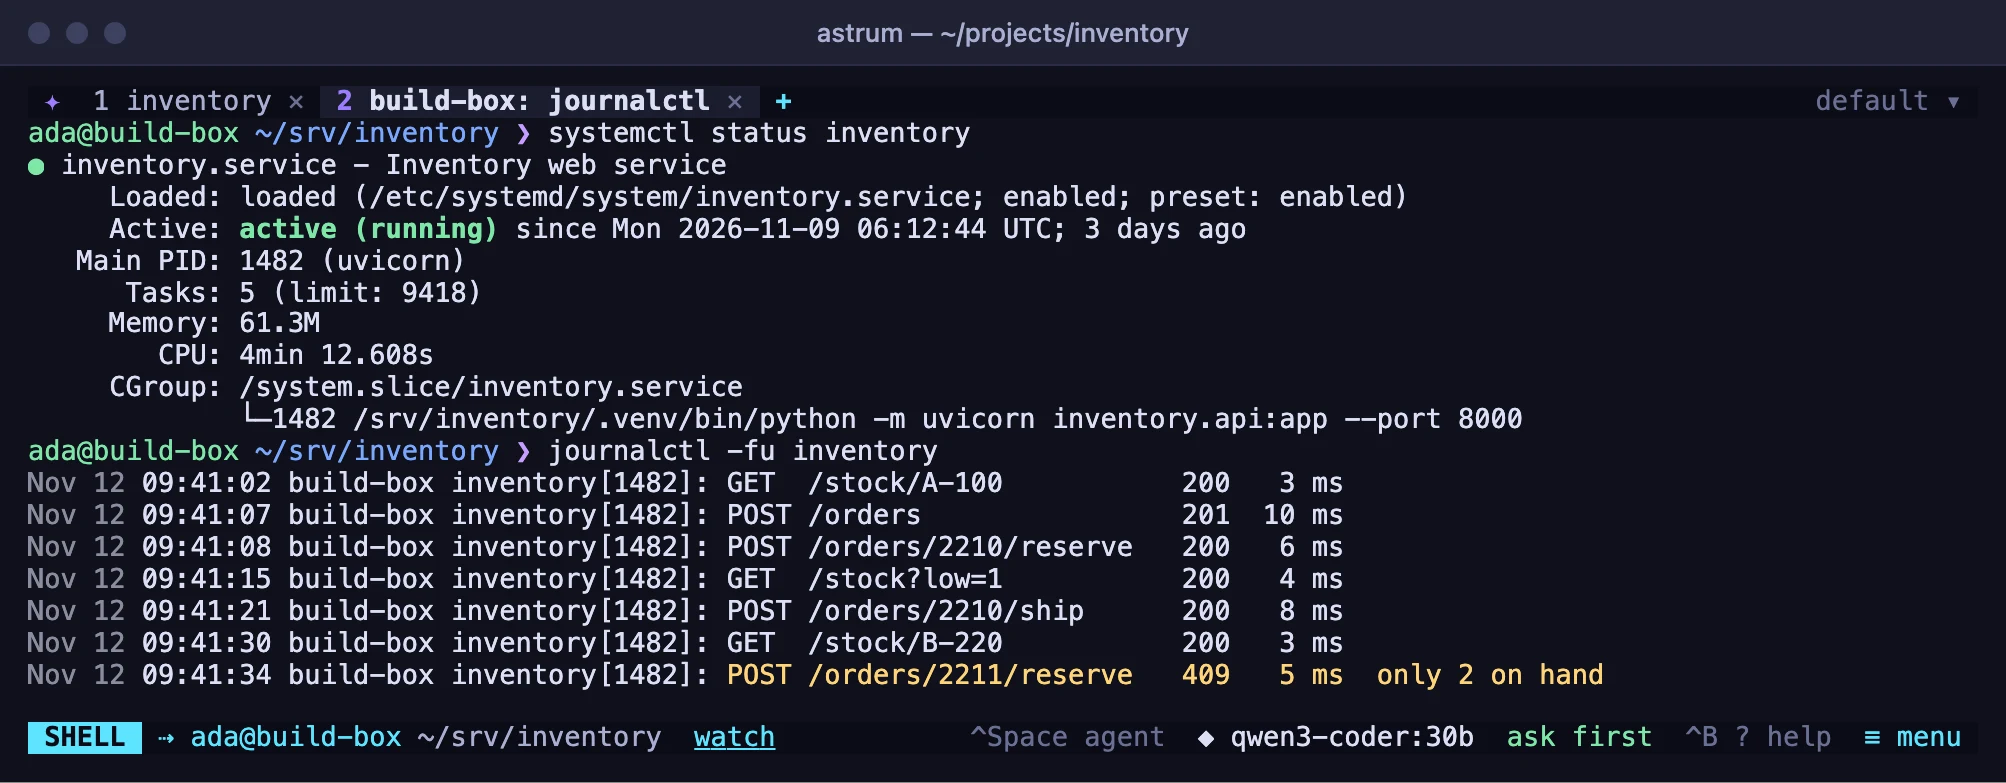 astrum — ~/projects/inventory
✦ 1 inventory × 2 build-box: journalctl × + default ▾
ada@build-box ~/srv/inventory ❯ systemctl status inventory
● inventory.service - Inventory web service
Loaded: loaded (/etc/systemd/system/inventory.service; enabled; preset: enabled)
Active: active (running) since Mon 2026-11-09 06:12:44 UTC; 3 days ago
Main PID: 1482 (uvicorn)
Tasks: 5 (limit: 9418)
Memory: 61.3M
CPU: 4min 12.608s
CGroup: /system.slice/inventory.service
└─1482 /srv/inventory/.venv/bin/python -m uvicorn inventory.api:app --port 8000
ada@build-box ~/srv/inventory ❯ journalctl -fu inventory
Nov 12 09:41:02 build-box inventory[1482]: GET /stock/A-100 200 3 ms
Nov 12 09:41:07 build-box inventory[1482]: POST /orders 201 10 ms
Nov 12 09:41:08 build-box inventory[1482]: POST /orders/2210/reserve 200 6 ms
Nov 12 09:41:15 build-box inventory[1482]: GET /stock?low=1 200 4 ms
Nov 12 09:41:21 build-box inventory[1482]: POST /orders/2210/ship 200 8 ms
Nov 12 09:41:30 build-box inventory[1482]: GET /stock/B-220 200 3 ms
Nov 12 09:41:34 build-box inventory[1482]: POST /orders/2211/reserve 409 5 ms only 2 on hand
SHELL ⇢ ada@build-box ~/srv/inventory watch ^Space agent ◆ qwen3-coder:30b ask first ^B ? help ≡ menu